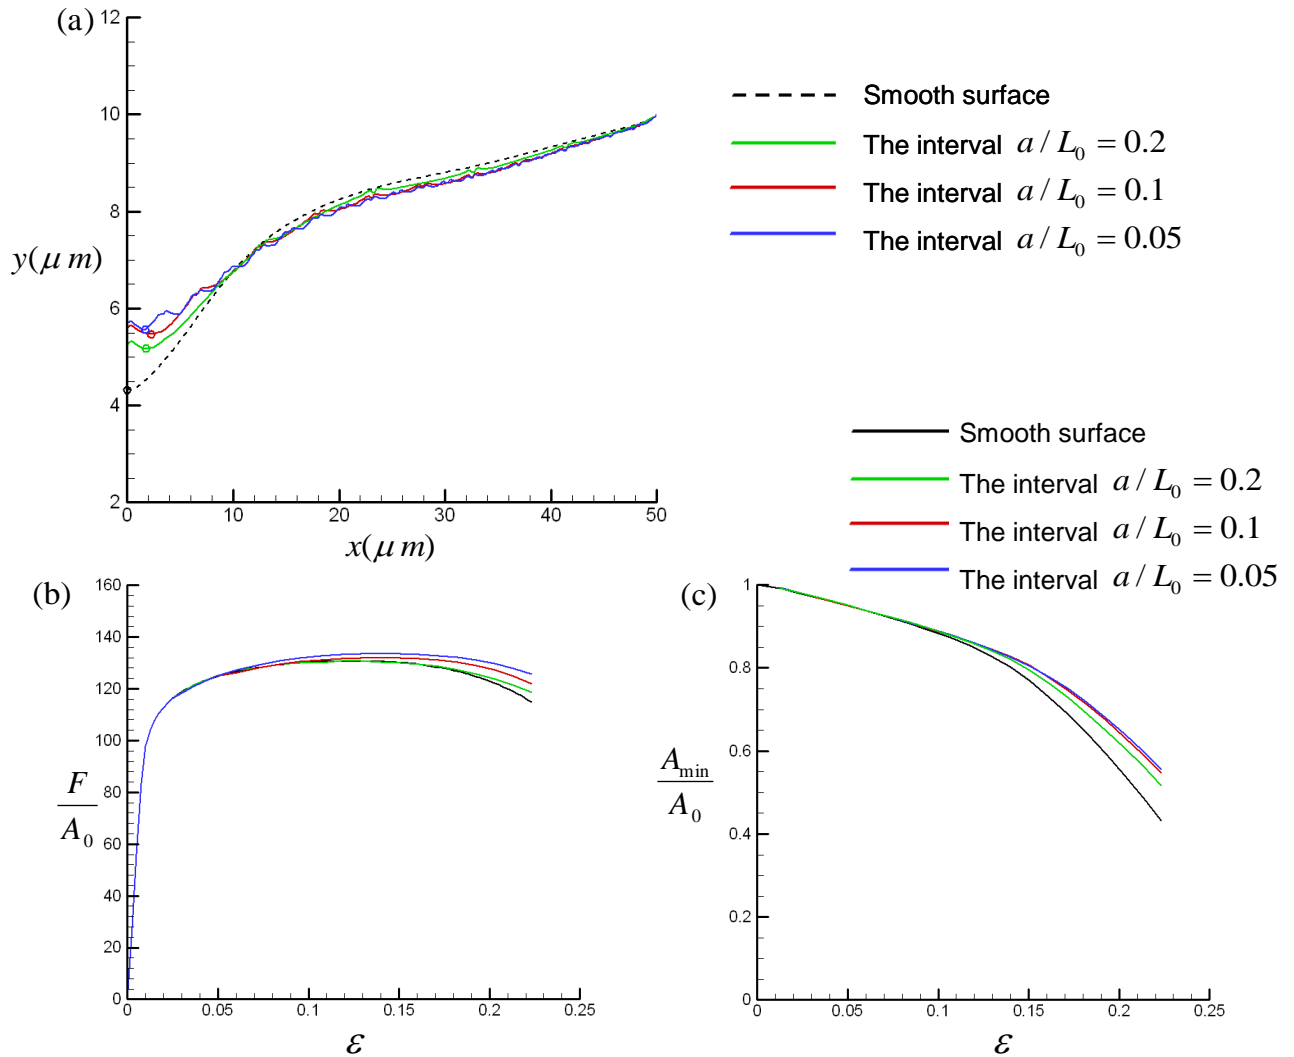 (a)
12
10
8
6
4
2
y(μ m)
0
10
20
30
40
50
x(μ m)
Smooth surface
The interval a / L₀ = 0.2
The interval a / L₀ = 0.1
The interval a / L₀ = 0.05
Smooth surface
The interval a / L₀ = 0.2
The interval a / L₀ = 0.1
The interval a / L₀ = 0.05
(b)
160
140
120
100
80
60
40
20
0
F
A₀
0
0.05
0.1
0.15
0.2
0.25
ε
(c)
1
0.8
0.6
0.4
0.2
0
A_min
A₀
0
0.05
0.1
0.15
0.2
0.25
ε